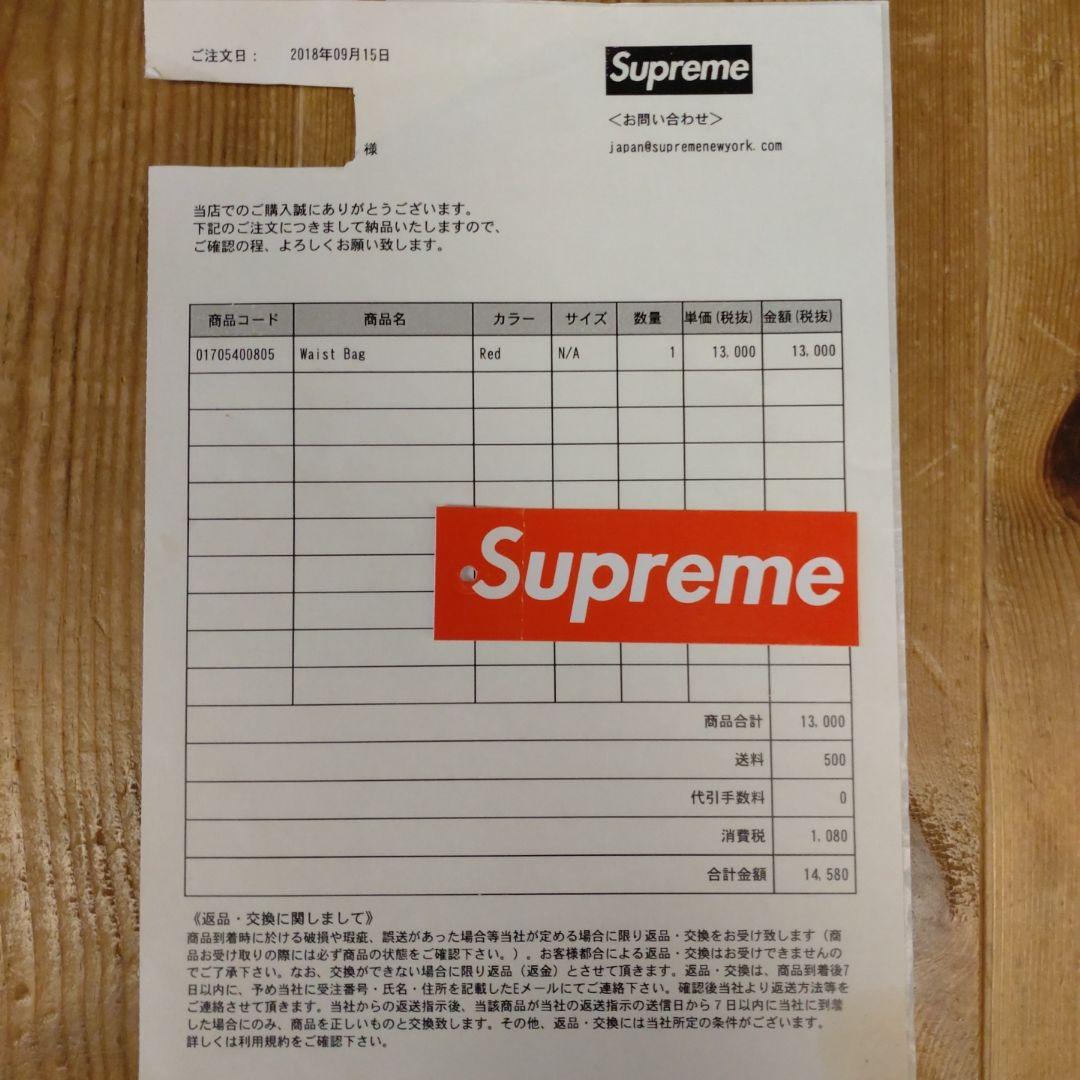 ご注文日： 2018年09月15日
Supreme
＜お問い合わせ＞
japan@supremenewyork.com
様
当店でのご購入誠にありがとうございます。
下記のご注文につきまして納品いたしますので、
ご確認の程、よろしくお願い致します。
商品コード 商品名 カラー サイズ 数量 単価(税抜) 金額(税抜)
01705400805 Waist Bag Red N/A 1 13,000 13,000
Supreme
商品合計 13,000
送料 500
代引手数料 0
消費税 1,080
合計金額 14,580
《返品・交換に関しまして》
商品到着時に於ける破損や瑕疵、誤送があった場合等当社が定める場合に限り返品・交換をお受け致します（商
品お受け取りの際には必ず商品の状態をご確認下さい。）。お客様都合による返品・交換はお受けできませんの
でご了承下さい。なお、交換ができない場合に限り返品（返金）とさせて頂きます。返品・交換は、商品到着後7
日以内に、予め当社に受注番号・氏名・住所を記載したEメールにてご連絡下さい。確認後当社より返送方法等を
ご連絡させて頂きます。当社からの返送指示後、当該商品が当社の返送指示の送信日から７日以内に当社に到着
した場合にのみ、商品を正しいものと交換致します。その他、返品・交換には当社所定の条件がございます。
詳しくは利用規約をご確認下さい。